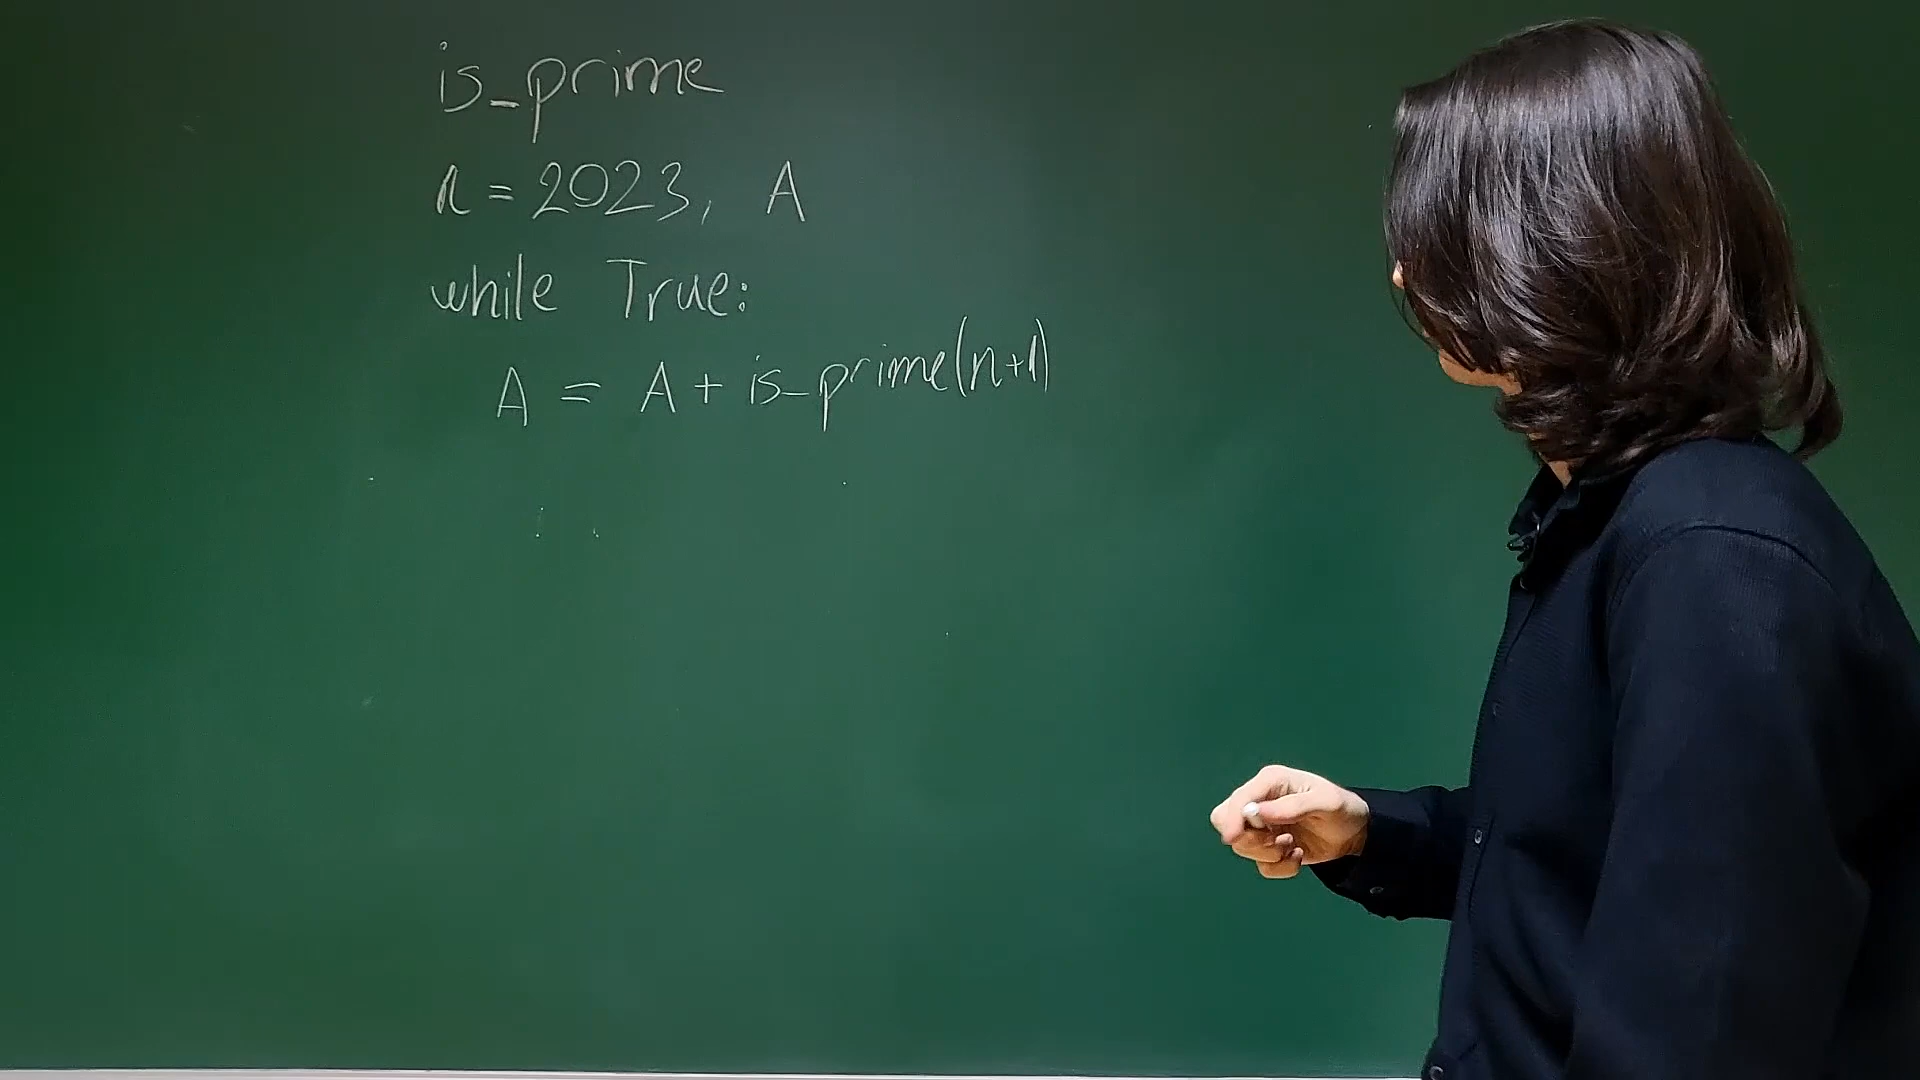 is_prime
n = 2023, A
while True:
A = A + is_prime(n+1)